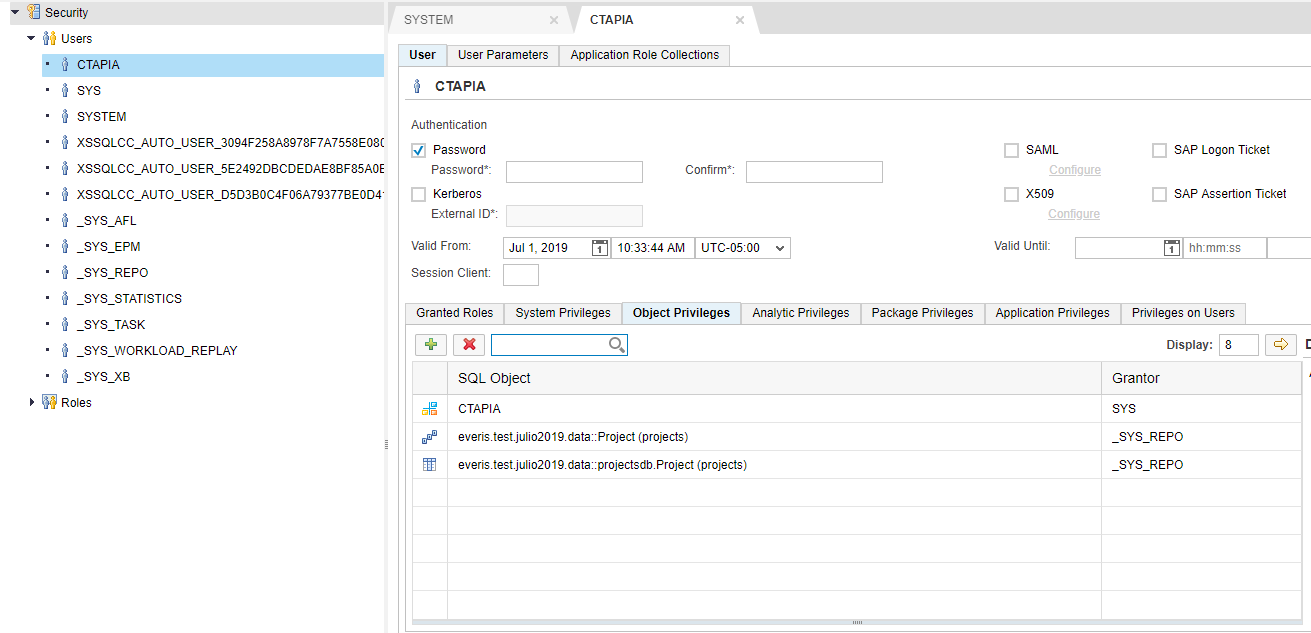 Security
Users
CTAPIA
SYS
SYSTEM
XSSQLCC_AUTO_USER_3094F258A8978F7A7558E080
XSSQLCC_AUTO_USER_5E2492DBCDEDAE8BF85A0E
XSSQLCC_AUTO_USER_D5D3B0C4F06A79377BE0D41
_SYS_AFL
_SYS_EPM
_SYS_REPO
_SYS_STATISTICS
_SYS_TASK
_SYS_WORKLOAD_REPLAY
_SYS_XB
Roles
SYSTEM CTAPIA
User User Parameters Application Role Collections
CTAPIA
Authentication
Password SAML SAP Logon Ticket
Password*: Confirm*: Configure
Kerberos X509 SAP Assertion Ticket
External ID*: Configure
Valid From: Jul 1, 2019 1 10:33:44 AM UTC-05:00 Valid Until: 1 hh:mm:ss
Session Client:
Granted Roles System Privileges Object Privileges Analytic Privileges Package Privileges Application Privileges Privileges on Users
Display: 8
SQL Object Grantor
CTAPIA SYS
everis.test.julio2019.data::Project (projects) _SYS_REPO
everis.test.julio2019.data::projectsdb.Project (projects) _SYS_REPO